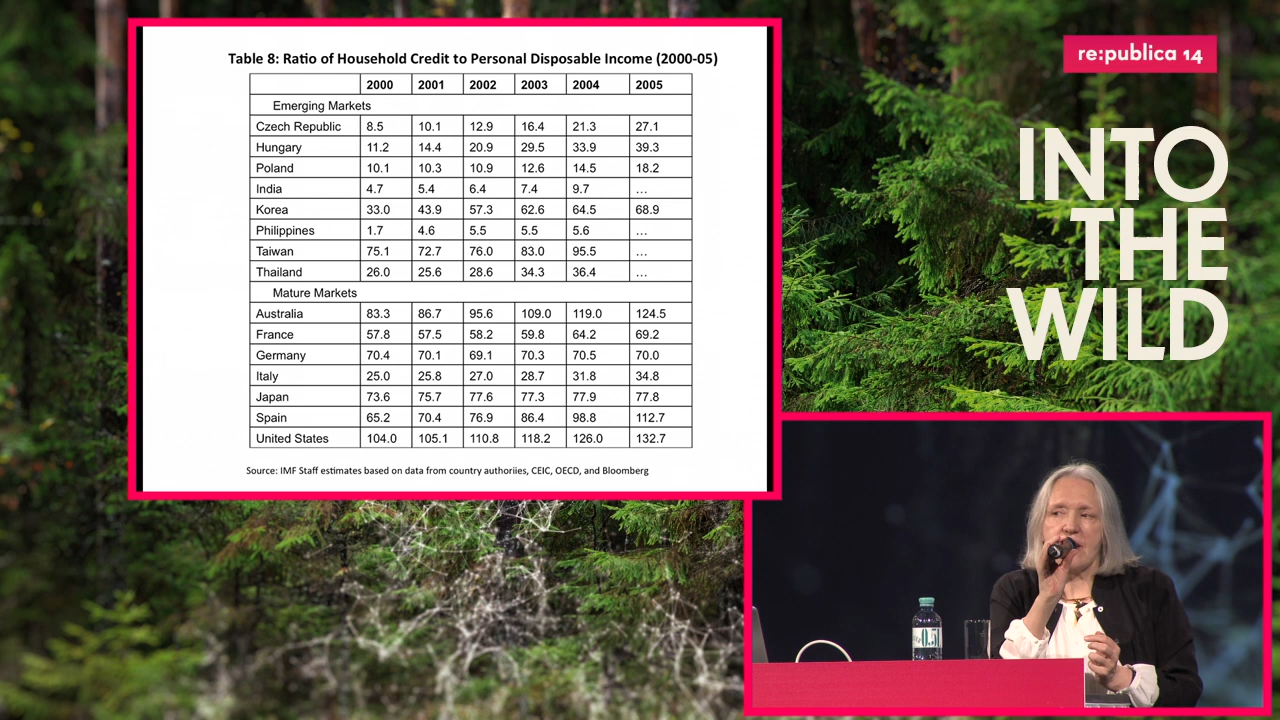 Table 8: Ratio of Household Credit to Personal Disposable Income (2000-05)
2000 2001 2002 2003 2004 2005
Emerging Markets
Czech Republic 8.5 10.1 12.9 16.4 21.3 27.1
Hungary 11.2 14.4 20.9 29.5 33.9 39.3
Poland 10.1 10.3 10.9 12.6 14.5 18.2
India 4.7 5.4 6.4 7.4 9.7 ...
Korea 33.0 43.9 57.3 62.6 64.5 68.9
Philippines 1.7 4.6 5.5 5.5 5.6 ...
Taiwan 75.1 72.7 76.0 83.0 95.5 ...
Thailand 26.0 25.6 28.6 34.3 36.4 ...
Mature Markets
Australia 83.3 86.7 95.6 109.0 119.0 124.5
France 57.8 57.5 58.2 59.8 64.2 69.2
Germany 70.4 70.1 69.1 70.3 70.5 70.0
Italy 25.0 25.8 27.0 28.7 31.8 34.8
Japan 73.6 75.7 77.6 77.3 77.9 77.8
Spain 65.2 70.4 76.9 86.4 98.8 112.7
United States 104.0 105.1 110.8 118.2 126.0 132.7
Source: IMF Staff estimates based on data from country authoriies, CEIC, OECD, and Bloomberg
re:publica 14
INTO
THE
WILD
0.5l